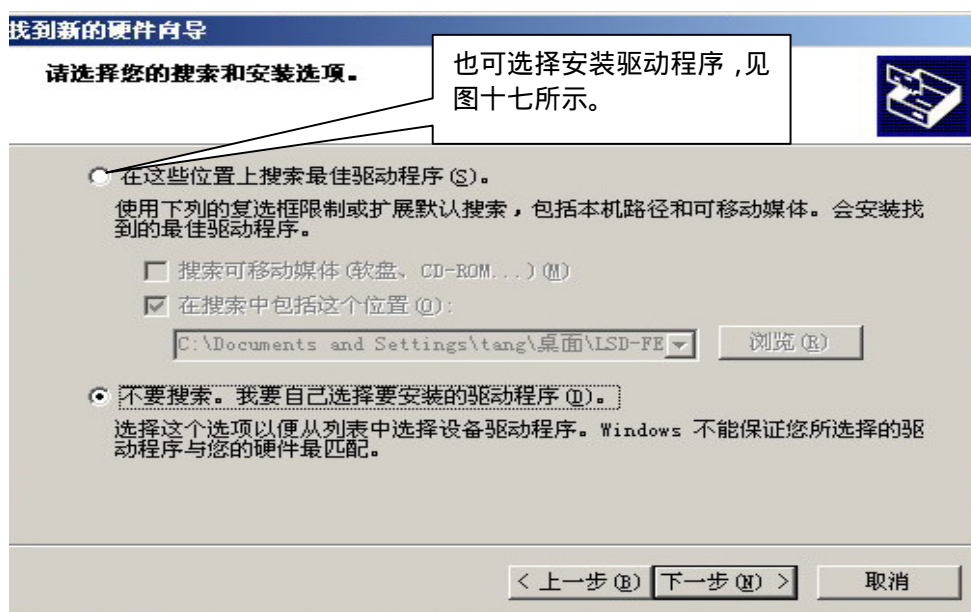 找到新的硬件向导
请选择您的搜索和安装选项。
也可选择安装驱动程序,见
图十七所示。
在这些位置上搜索最佳驱动程序(S)。
使用下列的复选框限制或扩展默认搜索，包括本机路径和可移动媒体。会安装找
到的最佳驱动程序。
搜索可移动媒体(软盘、CD-ROM...)(M)
在搜索中包括这个位置(O):
C:\Documents and Settings\tang\桌面\LSD-FE
浏览(R)
不要搜索。我要自己选择要安装的驱动程序(D)。
选择这个选项以便从列表中选择设备驱动程序。Windows 不能保证您所选择的驱
动程序与您的硬件最匹配。
< 上一步(B) 下一步(N) > 取消